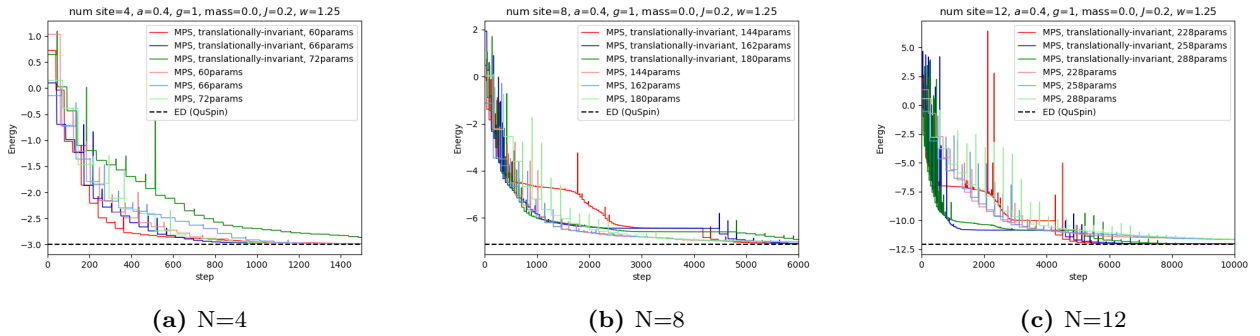 num site=4, a=0.4, g=1, mass=0.0, J=0.2, w=1.25
MPS, translationally-invariant, 60params
MPS, translationally-invariant, 66params
MPS, translationally-invariant, 72params
MPS, 60params
MPS, 66params
MPS, 72params
ED (QuSpin)
Energy
1.0
0.5
0.0
−0.5
−1.0
−1.5
−2.0
−2.5
−3.0
0 200 400 600 800 1000 1200 1400
step
(a) N=4
num site=8, a=0.4, g=1, mass=0.0, J=0.2, w=1.25
MPS, translationally-invariant, 144params
MPS, translationally-invariant, 162params
MPS, translationally-invariant, 180params
MPS, 144params
MPS, 162params
MPS, 180params
ED (QuSpin)
Energy
2
0
−2
−4
−6
0 1000 2000 3000 4000 5000 6000
step
(b) N=8
num site=12, a=0.4, g=1, mass=0.0, J=0.2, w=1.25
MPS, translationally-invariant, 228params
MPS, translationally-invariant, 258params
MPS, translationally-invariant, 288params
MPS, 228params
MPS, 258params
MPS, 288params
ED (QuSpin)
Energy
5.0
2.5
0.0
−2.5
−5.0
−7.5
−10.0
−12.5
0 2000 4000 6000 8000 10000
step
(c) N=12